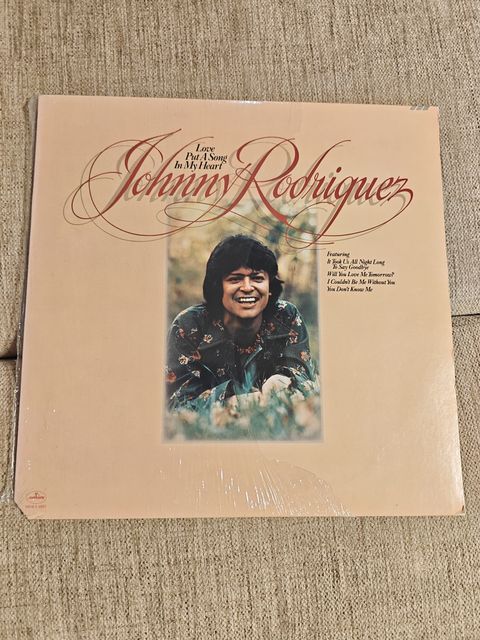 Love
Put A Song
In My Heart
Johnny Rodriguez
Featuring
It Took Us All Night Long
To Say Goodbye
Will You Love Me Tomorrow?
I Couldn't Be Me Without You
You Don't Know Me